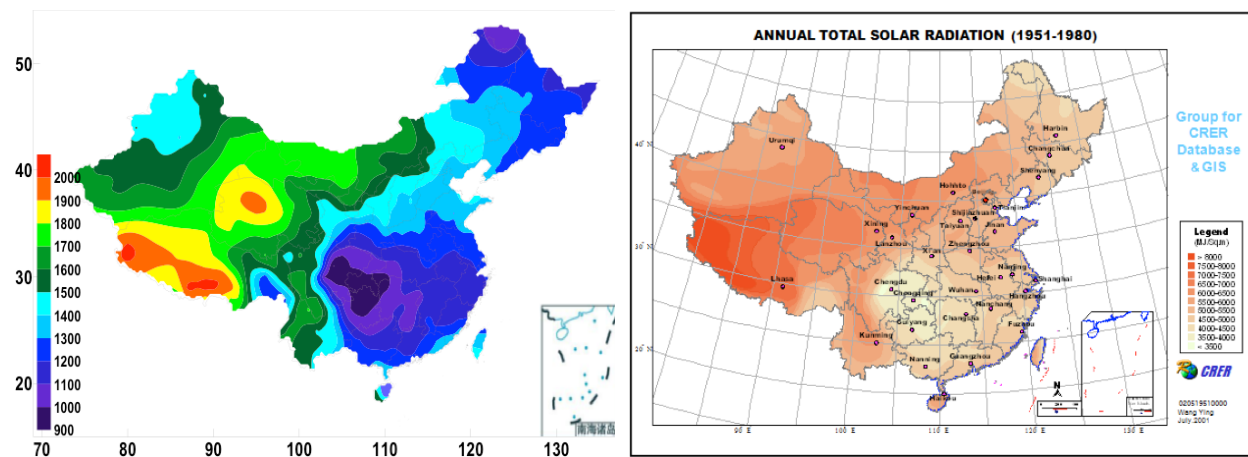 50
40
30
20
2000
1900
1800
1700
1600
1500
1400
1300
1200
1100
1000
900
70
80
90
100
110
120
130
南海诸岛
ANNUAL TOTAL SOLAR RADIATION (1951-1980)
Harbin
Changchun
Shenyang
Urumqi
Hohhto
Beijing
Tianjin
Yinchuan
Shijiazhuah
Taiyuan
Jinan
Xining
Lanzhou
Xi'an
Zhengzhou
Lhasa
Nanjing
Hefei
Shanghai
Chengdu
Wuhan
Hangzhou
Chongqing
Nanchang
Changsha
Guiyang
Fuzhou
Kunming
Nanning
Guangzhou
Haikou
40°N
30°N
20°N
N
90 E
100 E
110 E
120 E
130 E
Group for
CRER
Database
& GIS
Legend
(MJ/Sq.m)
> 8000
7500-8000
7000-7500
6500-7000
6000-6500
5500-6000
5000-5500
4500-5000
4000-4500
3500-4000
< 3500
CRER
020519510000
Wang Ying
July.2001